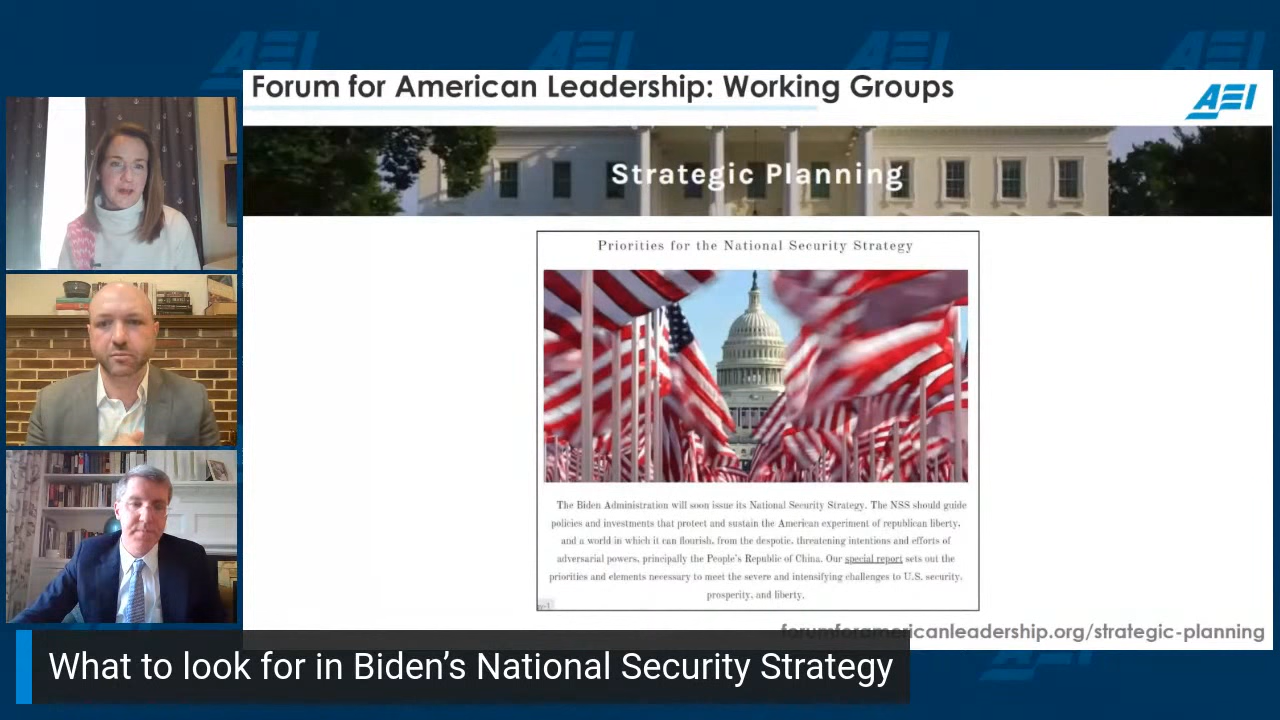 AEI AEI AEI AEI
Forum for American Leadership: Working Groups
AEI
Strategic Planning
Priorities for the National Security Strategy
The Biden Administration will soon issue its National Security Strategy. The NSS should guide
policies and investments that protect and sustain the American experiment of republican liberty,
and a world in which it can flourish, from the despotic, threatening intentions and efforts of
adversarial powers, principally the People's Republic of China. Our special report sets out the
priorities and elements necessary to meet the severe and intensifying challenges to U.S. security,
prosperity, and liberty.
forumforamericanleadership.org/strategic-planning
What to look for in Biden's National Security Strategy
AEI